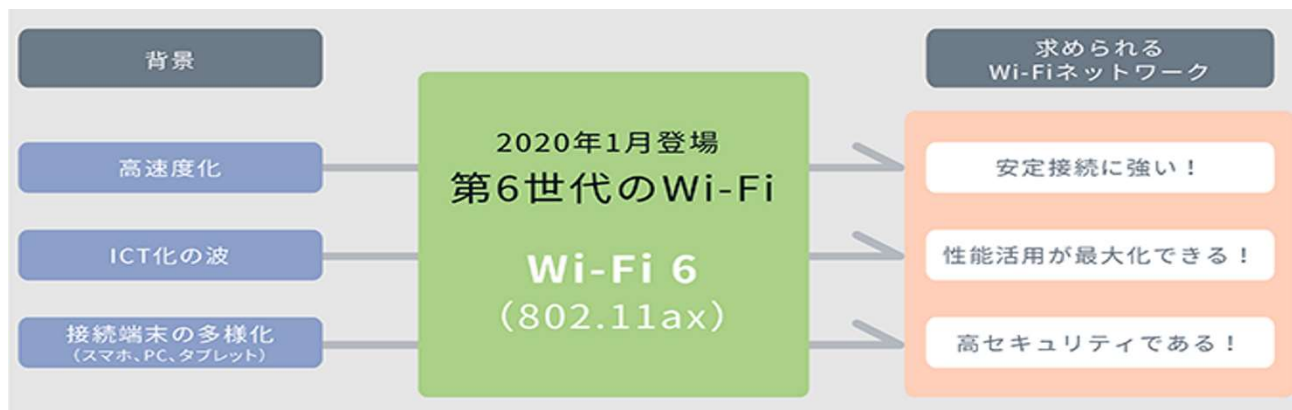 背景
高速度化
ICT化の波
接続端末の多様化
(スマホ、PC、タブレット)
2020年1月登場
第6世代のWi-Fi
Wi-Fi 6
(802.11ax)
求められる
Wi-Fiネットワーク
安定接続に強い！
性能活用が最大化できる！
高セキュリティである！